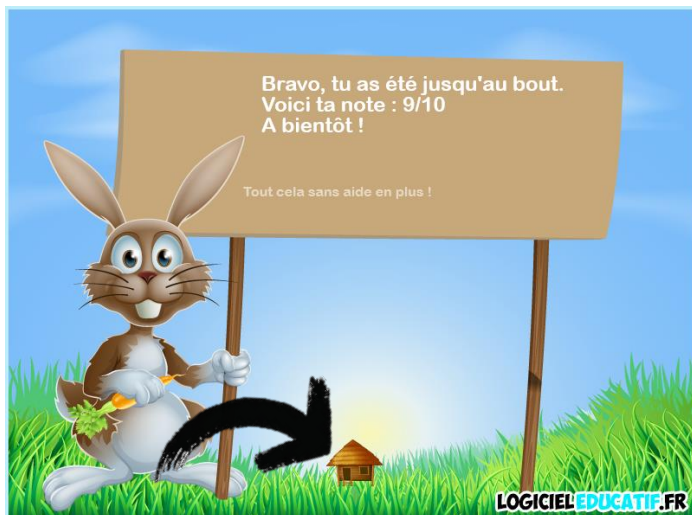 Bravo, tu as été jusqu'au bout.
Voici ta note : 9/10
A bientôt !
Tout cela sans aide en plus !
LOGICIELEDUCATIF.FR